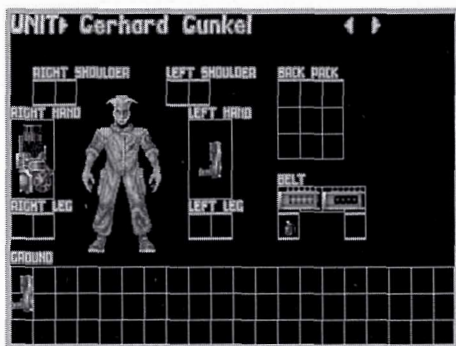 UNIT> Gerhard Gunkel
RIGHT SHOULDER LEFT SHOULDER BACK PACK
RIGHT HAND LEFT HAND
BELT
RIGHT LEG LEFT LEG
GROUND